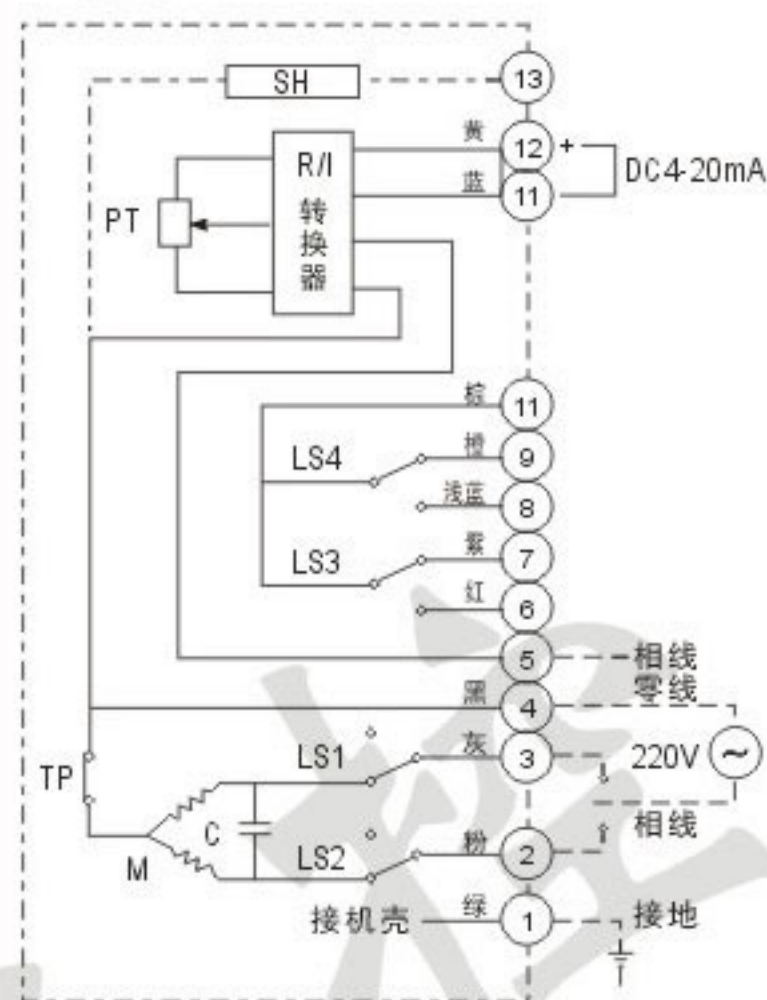 SH
13
黄
12 +
R/I
DC4-20mA
蓝
11
PT
转
换
器
棕
11
LS4
橙
9
浅蓝
8
LS3
紫
7
红
6
5
相线
零线
黑
4
LS1
灰
3
220V
~
TP
C
相线
LS2
粉
2
M
接机壳
绿
1
接地